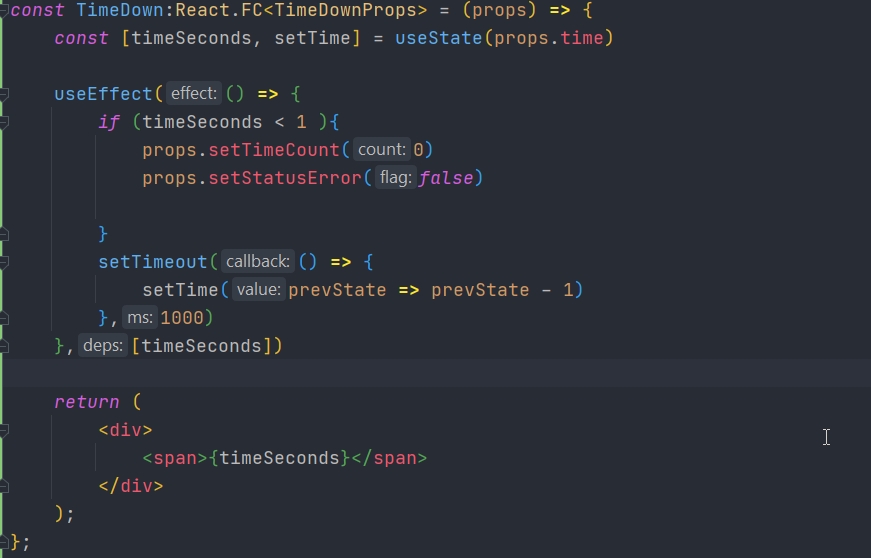 const TimeDown:React.FC<TimeDownProps> = (props) => {
    const [timeSeconds, setTime] = useState(props.time)
    useEffect( effect: () => {
        if (timeSeconds < 1 ){
            props.setTimeCount( count: 0)
            props.setStatusError( flag: false)
        }
        setTimeout( callback: () => {
            setTime( value: prevState => prevState - 1)
        }, ms: 1000)
    }, deps: [timeSeconds])
    return (
        <div>
            <span>{timeSeconds}</span>
        </div>
    );
};